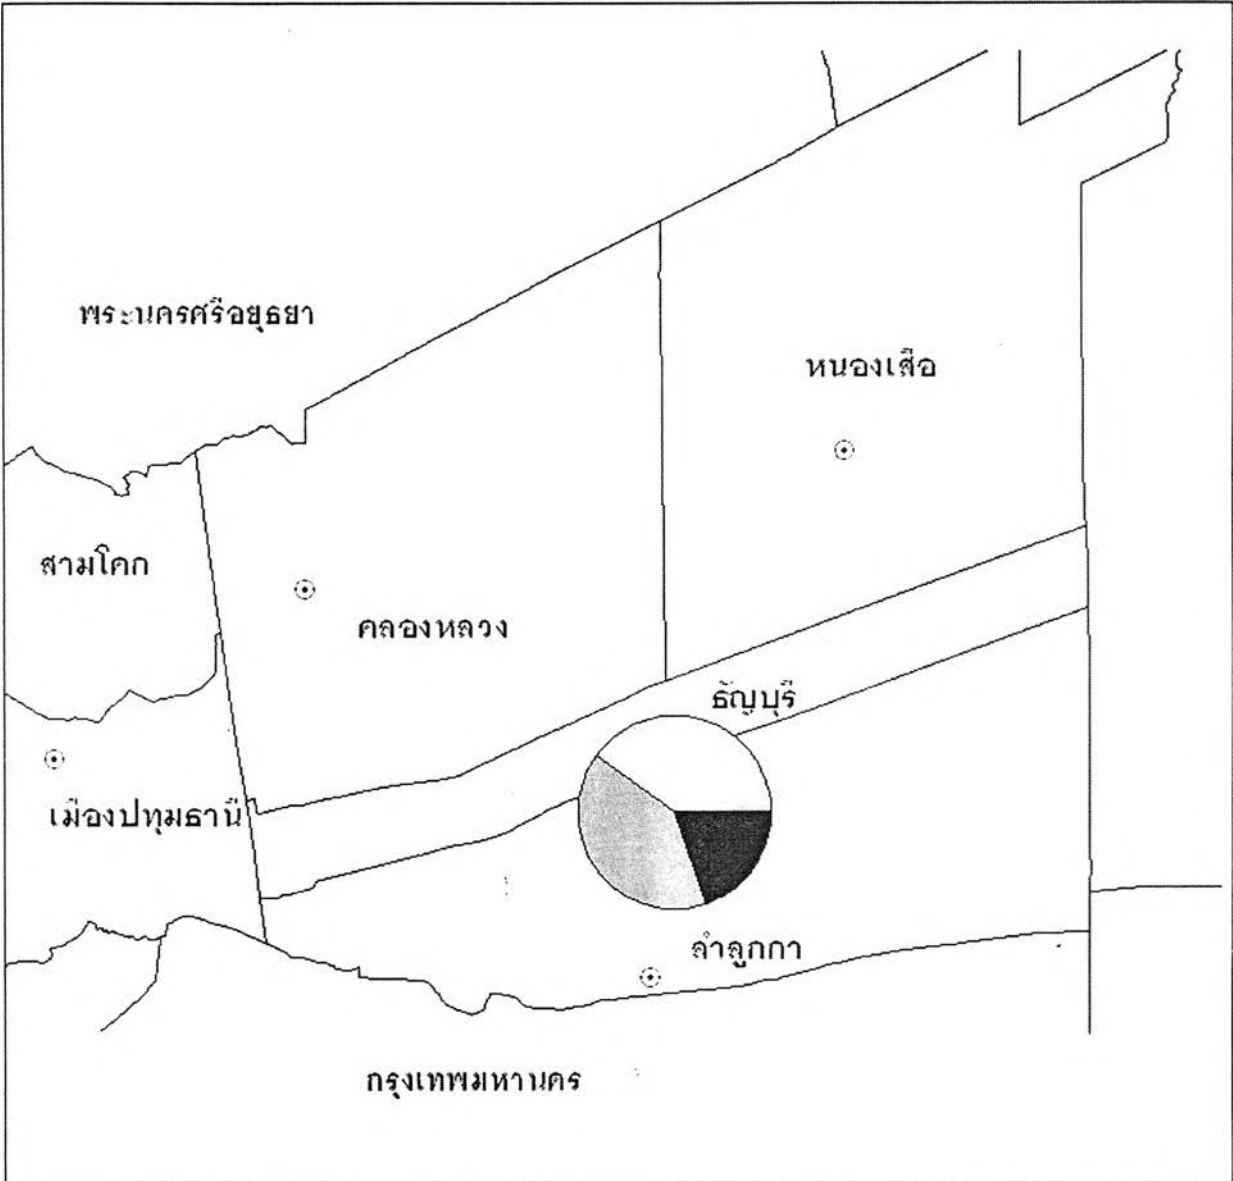 พระนครศรีอยุธยา
หนองเสือ
สามโคก
คลองหลวง
ธัญบุรี
เมืองปทุมธานี
ลำลูกกา
กรุงเทพมหานคร